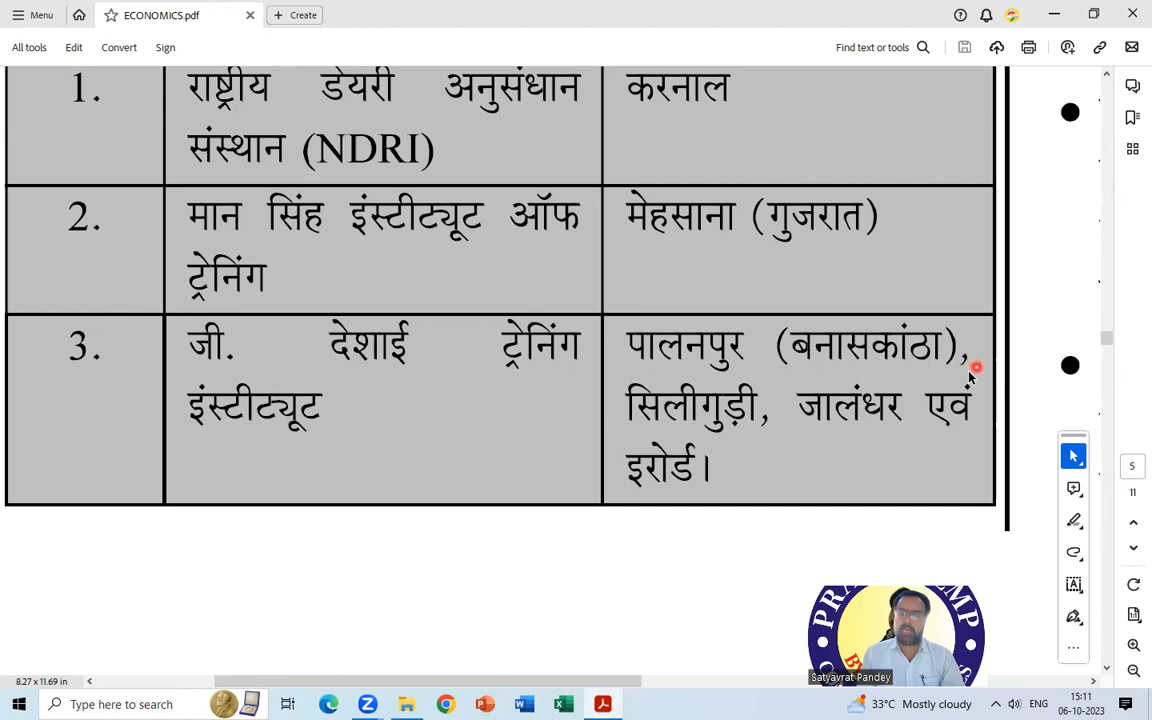 Menu
ECONOMICS.pdf
Create
All tools
Edit
Convert
Sign
Find text or tools
1.
राष्ट्रीय डेयरी अनुसंधान
संस्थान (NDRI)
करनाल
2.
मान सिंह इंस्टीट्यूट ऑफ
ट्रेनिंग
मेहसाना (गुजरात)
3.
जी. देशाई ट्रेनिंग
इंस्टीट्यूट
पालनपुर (बनासकांठा),
सिलीगुड़ी, जालंधर एवं
इरोर्ड।
5
11
Satyavrat Pandey
8.27 x 11.69 in
Type here to search
33°C Mostly cloudy
ENG
15:11
06-10-2023